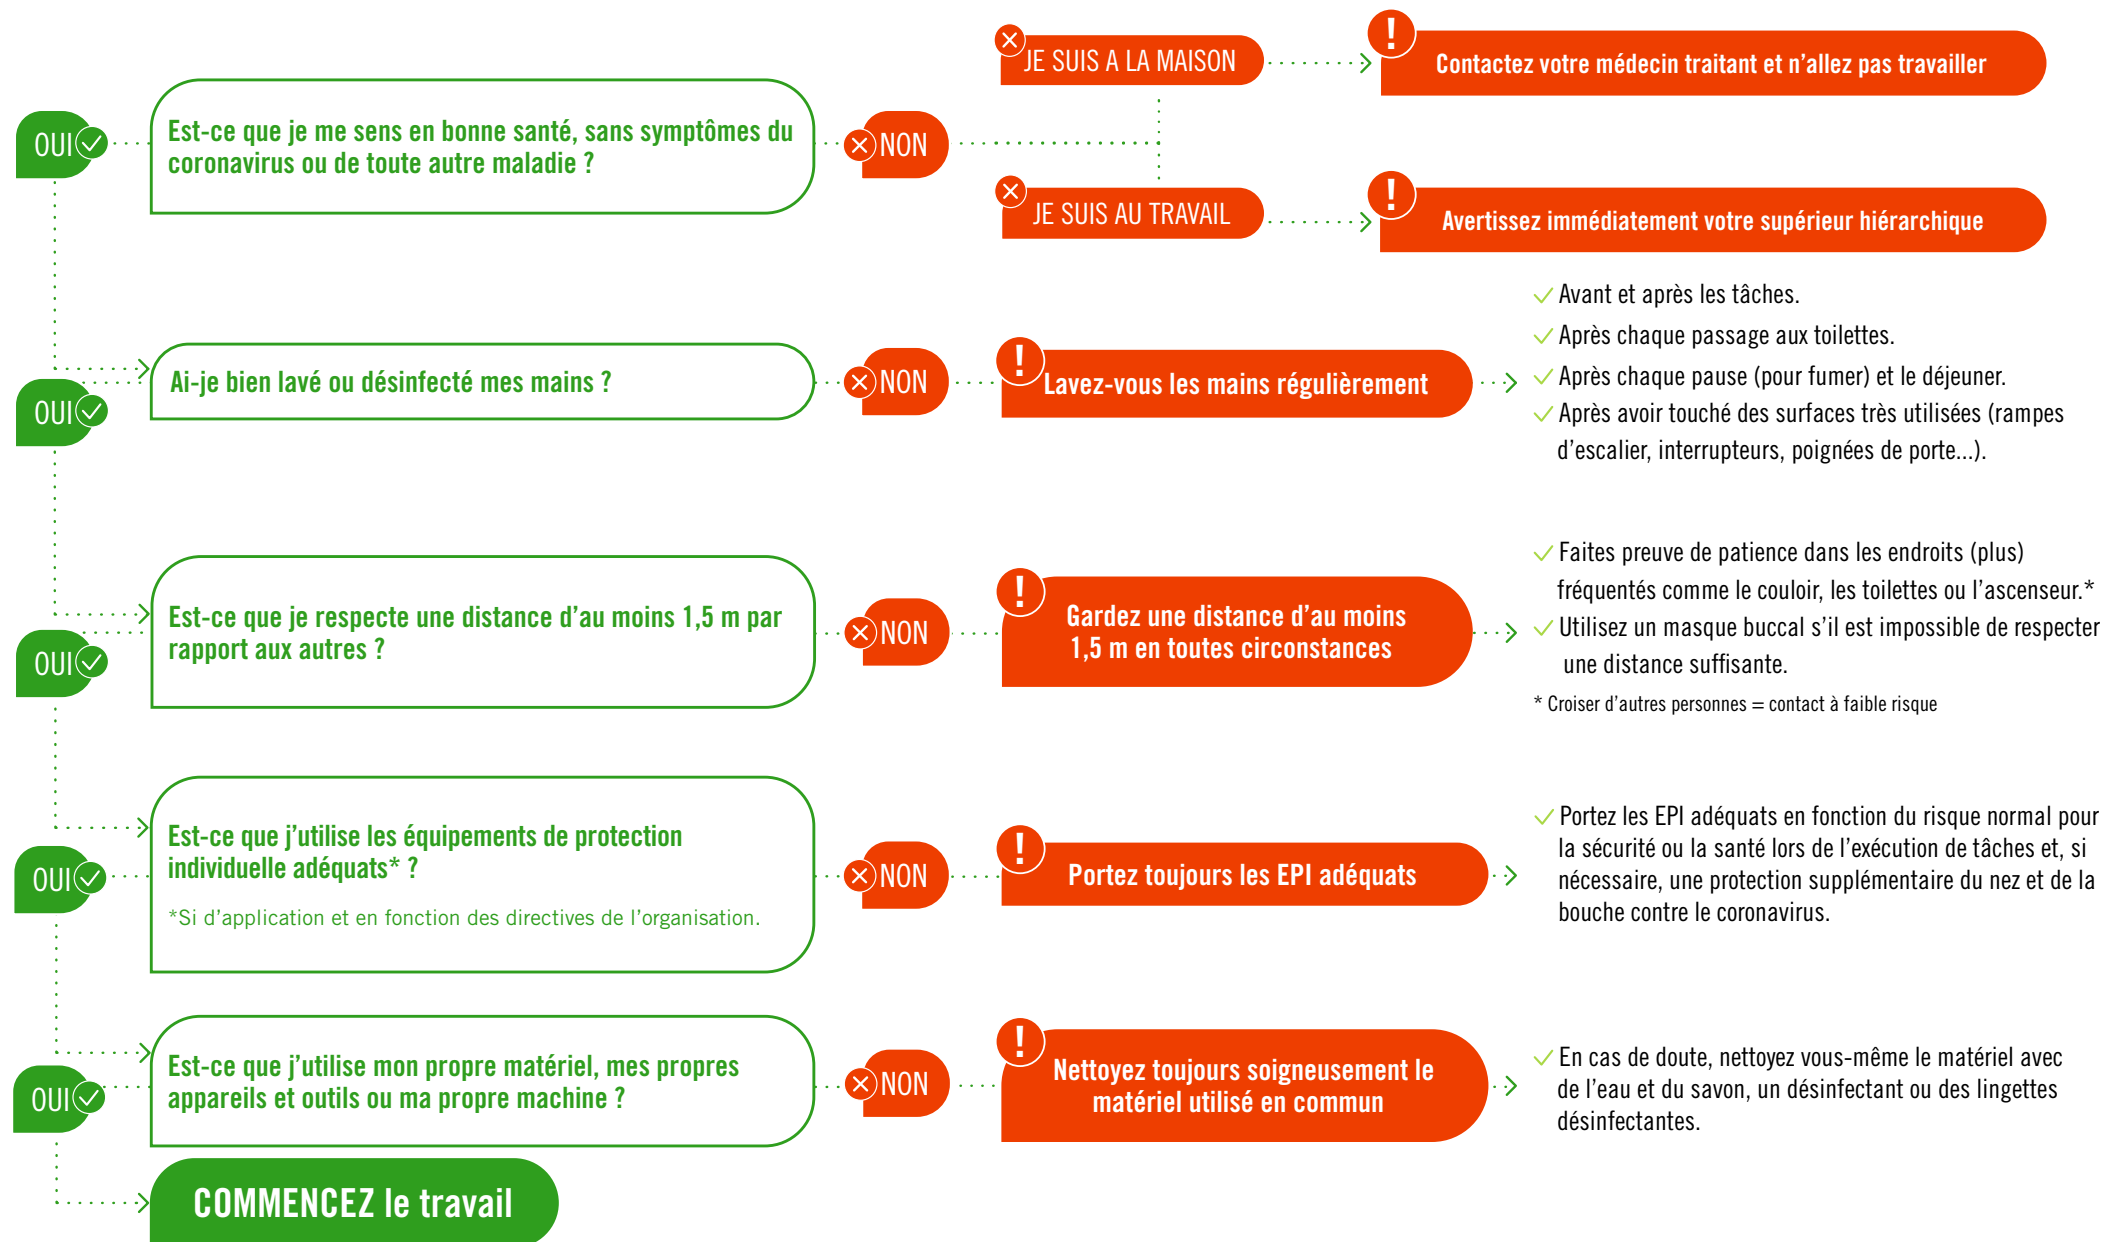 OUI
Est-ce que je me sens en bonne santé, sans symptômes du
coronavirus ou de toute autre maladie ?
NON
JE SUIS A LA MAISON
Contactez votre médecin traitant et n’allez pas travailler
JE SUIS AU TRAVAIL
Avertissez immédiatement votre supérieur hiérarchique
OUI
Ai-je bien lavé ou désinfecté mes mains ?
NON
Lavez-vous les mains régulièrement
Avant et après les tâches.
Après chaque passage aux toilettes.
Après chaque pause (pour fumer) et le déjeuner.
Après avoir touché des surfaces très utilisées (rampes
d’escalier, interrupteurs, poignées de porte...).
OUI
Est-ce que je respecte une distance d’au moins 1,5 m par
rapport aux autres ?
NON
Gardez une distance d’au moins
1,5 m en toutes circonstances
Faites preuve de patience dans les endroits (plus)
fréquentés comme le couloir, les toilettes ou l’ascenseur.*
Utilisez un masque buccal s’il est impossible de respecter
une distance suffisante.
* Croiser d’autres personnes = contact à faible risque
OUI
Est-ce que j’utilise les équipements de protection
individuelle adéquats* ?
*Si d’application et en fonction des directives de l’organisation.
NON
Portez toujours les EPI adéquats
Portez les EPI adéquats en fonction du risque normal pour
la sécurité ou la santé lors de l’exécution de tâches et, si
nécessaire, une protection supplémentaire du nez et de la
bouche contre le coronavirus.
OUI
Est-ce que j’utilise mon propre matériel, mes propres
appareils et outils ou ma propre machine ?
NON
Nettoyez toujours soigneusement le
matériel utilisé en commun
En cas de doute, nettoyez vous-même le matériel avec
de l’eau et du savon, un désinfectant ou des lingettes
désinfectantes.
COMMENCEZ le travail